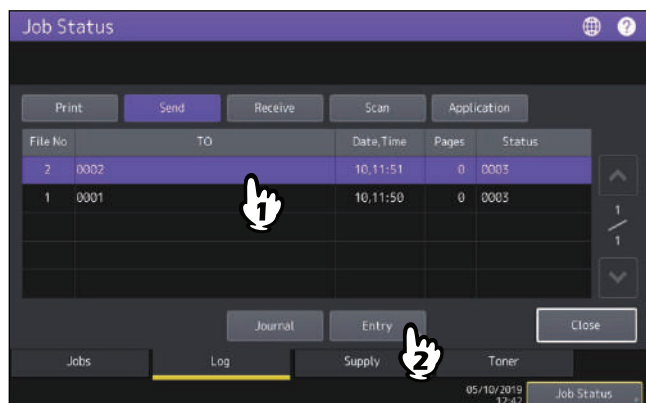 Job Status ?
Print Send Receive Scan Application
File No TO Date,Time Pages Status
2 0002 10,11:51 0 0003
1 0001 10,11:50 0 0003
1
1
1
Journal Entry Close
2
Jobs Log Supply Toner
05/10/2019
12:42 Job Status